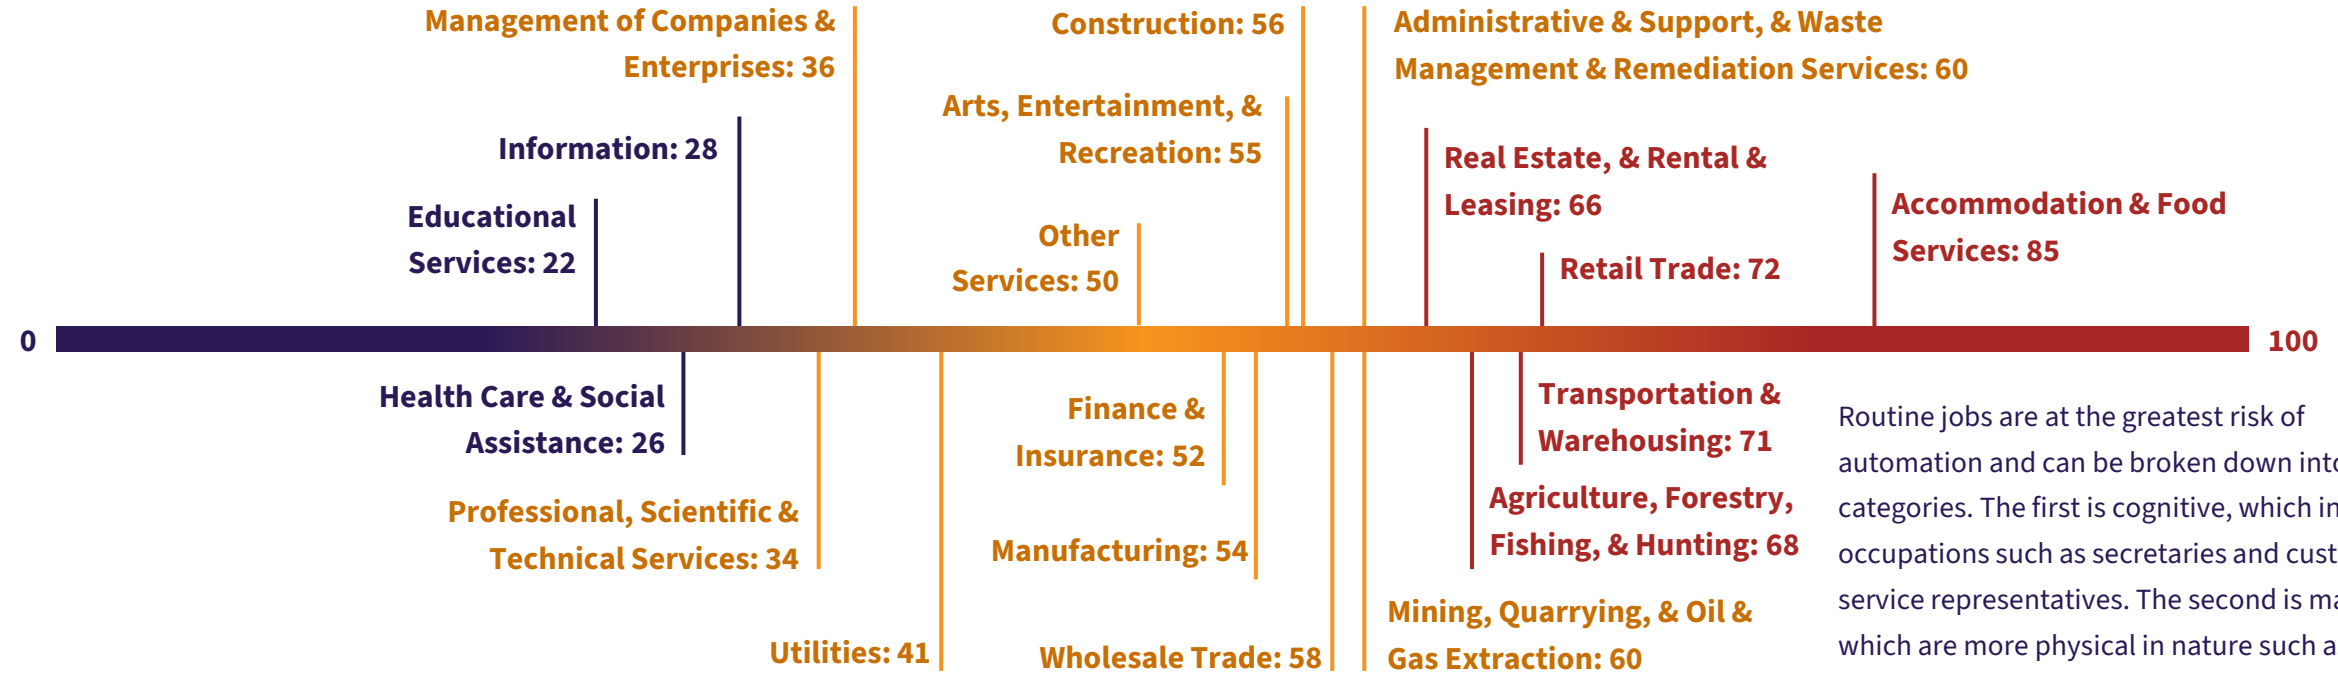 Management of Companies &
Enterprises: 36
Construction: 56
Administrative & Support, & Waste
Management & Remediation Services: 60
Arts, Entertainment, &
Recreation: 55
Information: 28
Real Estate, & Rental &
Leasing: 66
Educational
Services: 22
Other
Services: 50
Retail Trade: 72
Accommodation & Food
Services: 85
0
100
Health Care & Social
Assistance: 26
Finance &
Insurance: 52
Transportation &
Warehousing: 71
Professional, Scientific &
Technical Services: 34
Manufacturing: 54
Agriculture, Forestry,
Fishing, & Hunting: 68
Utilities: 41
Wholesale Trade: 58
Mining, Quarrying, & Oil &
Gas Extraction: 60
Routine jobs are at the greatest risk of
automation and can be broken down
categories. The first is cognitive, which
occupations such as secretaries and
service representatives. The second is
which are more physical in nature such